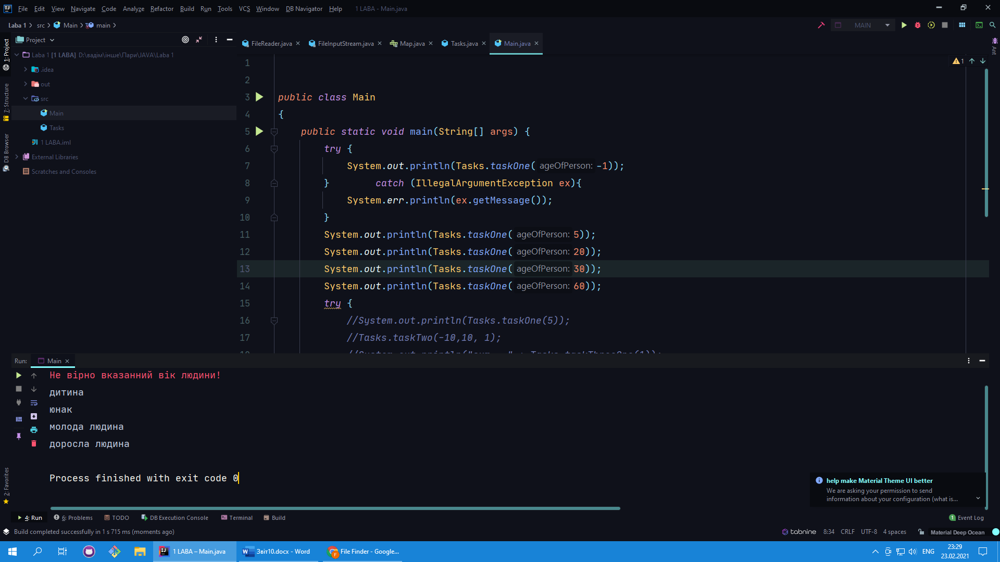 File Edit View Navigate Code Analyze Refactor Build Run Tools VCS Window DB Navigator Help 1 LABA - Main.java
Laba 1 src Main main
MAIN
Project
FileReader.java FileInputStream.java Map.java Tasks.java Main.java
1: Project
7: Structure
DB Browser
2: Favorites
Ant
Laba 1 [1 LABA] D:\вадім\інше\Пари\JAVA\Laba 1
.idea
out
src
Main
Tasks
1 LABA.iml
External Libraries
Scratches and Consoles
1
1
2
3 public class Main
4 {
5 public static void main(String[] args) {
6 try {
7 System.out.println(Tasks.taskOne( ageOfPerson: -1));
8 } catch (IllegalArgumentException ex){
9 System.err.println(ex.getMessage());
10 }
11 System.out.println(Tasks.taskOne( ageOfPerson: 5));
12 System.out.println(Tasks.taskOne( ageOfPerson: 20));
13 System.out.println(Tasks.taskOne( ageOfPerson: 30));
14 System.out.println(Tasks.taskOne( ageOfPerson: 60));
15 try {
16 //System.out.println(Tasks.taskOne(5));
17 //Tasks.taskTwo(-10,10, 1);
Run: Main
Не вірно вказанний вік людини!
дитина
юнак
молода людина
доросла людина
Process finished with exit code 0
help make Material Theme UI better
We are asking your permission to send
information about your configuration (what is...
4: Run 6: Problems TODO DB Execution Console Terminal Build 1 Event Log
Build completed successfully in 1 s 715 ms (moments ago) tabnine 8:34 CRLF UTF-8 4 spaces Material Deep Ocean
1 LABA – Main.java Звіт10.docx - Word File Finder - Google... ENG 23:29
23.02.2021